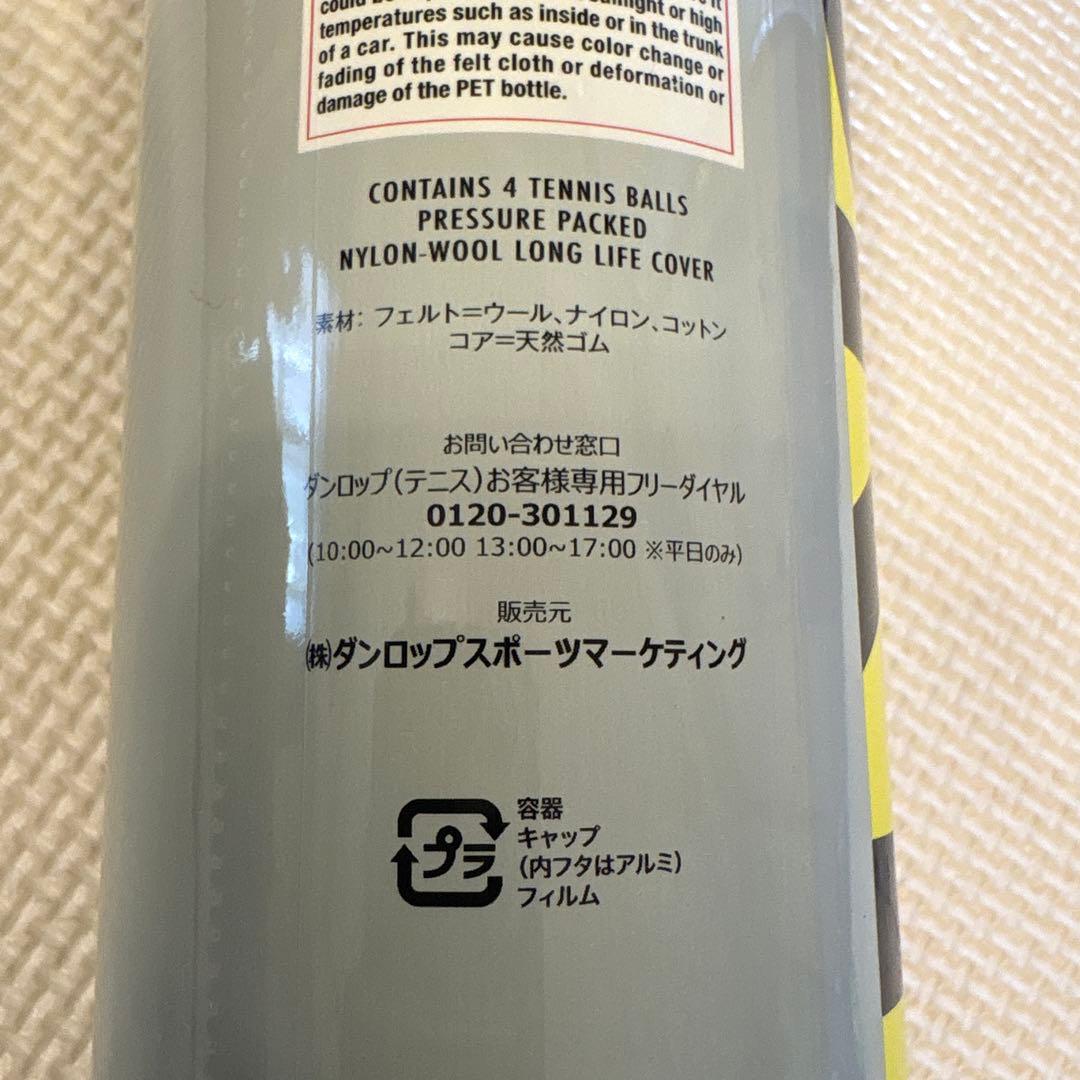 temperatures such as inside or in the trunk
of a car. This may cause color change or
fading of the felt cloth or deformation or
damage of the PET bottle.
CONTAINS 4 TENNIS BALLS
PRESSURE PACKED
NYLON-WOOL LONG LIFE COVER
素材: フェルト=ウール、ナイロン、コットン
コア=天然ゴム
お問い合わせ窓口
ダンロップ(テニス)お客様専用フリーダイヤル
0120-301129
(10:00~12:00 13:00~17:00 ※平日のみ)
販売元
㈱ダンロップスポーツマーケティング
プラ
容器
キャップ
(内フタはアルミ)
フィルム